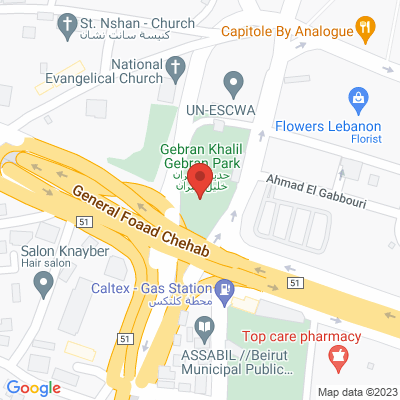 St. Nshan - Church
كنيسة سانت نشان
Capitole By Analogue
National
Evangelical Church
UN-ESCWA
Flowers Lebanon
Florist
Gebran Khalil
Gebran Park
حديقة جبران
خليل جبران
Ahmad El Gabbouri
General Foaad Chehab
51
Salon Knayber
Hair salon
Caltex - Gas Station
محطة كلتكس
51
51
Top care pharmacy
ASSABIL //Beirut
Municipal Public...
Google
Map data ©2023